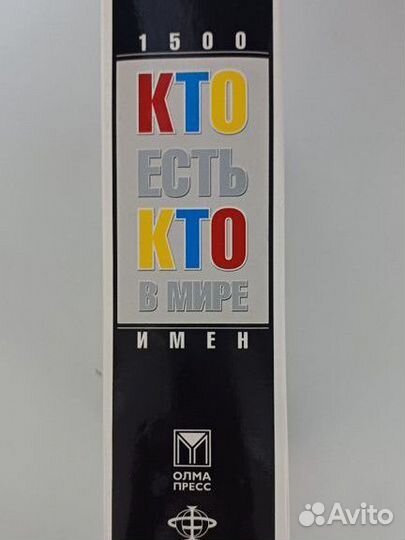 1500
КТО
ЕСТЬ
КТО
В МИРЕ
ИМЕН
ОЛМА
ПРЕСС
Avito